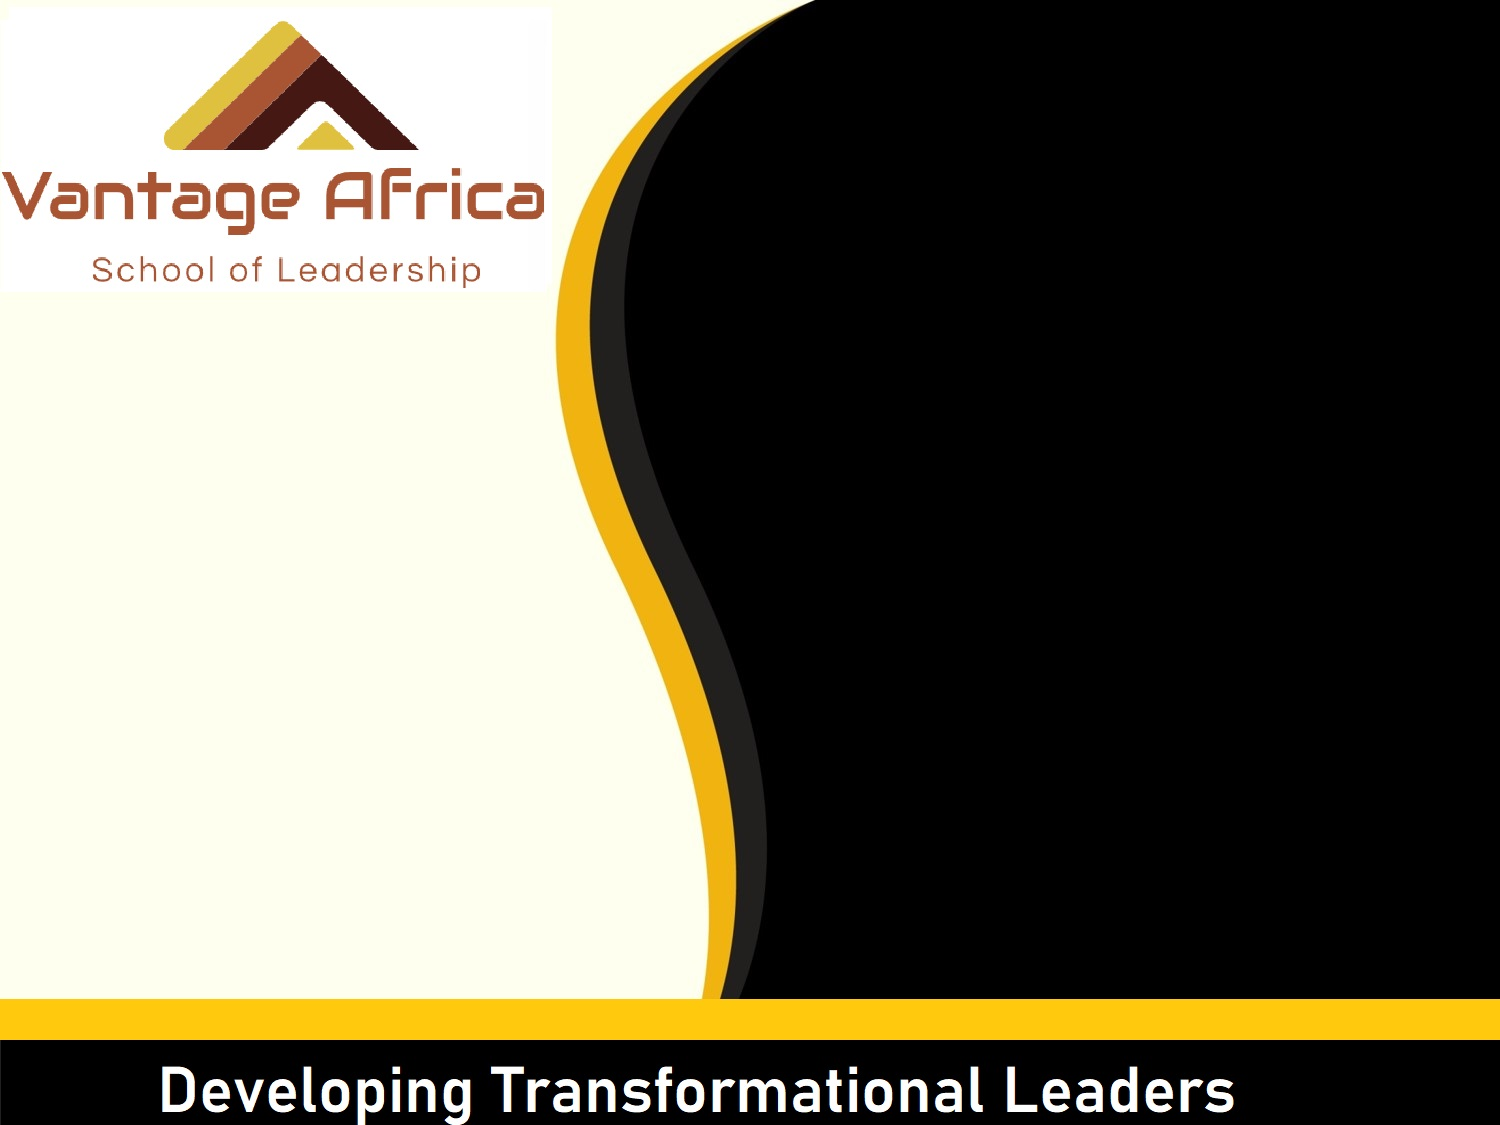 Vantage Africa
School of Leadership
Developing Transformational Leaders